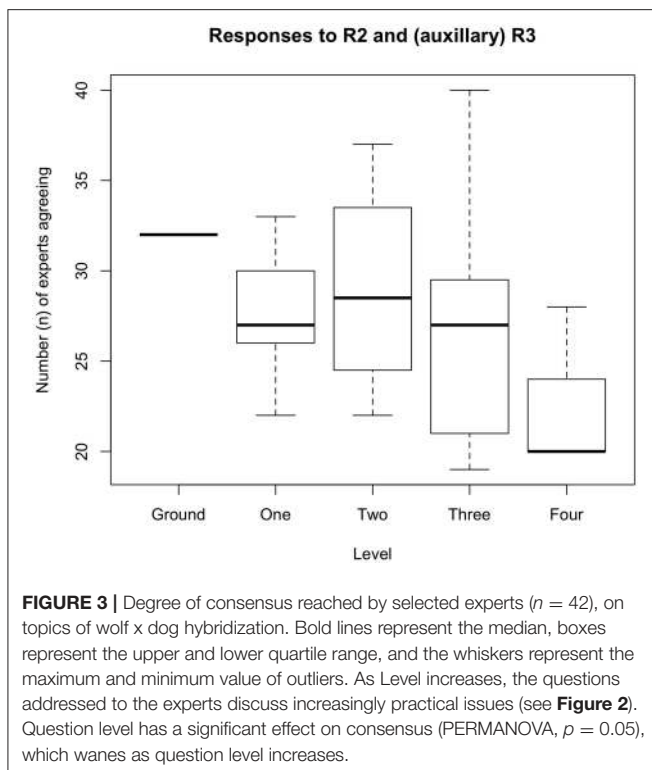 Responses to R2 and (auxillary) R3
40
35
30
25
20
Number (n) of experts agreeing
Ground One Two Three Four
Level
FIGURE 3 | Degree of consensus reached by selected experts (n = 42), on
topics of wolf x dog hybridization. Bold lines represent the median, boxes
represent the upper and lower quartile range, and the whiskers represent the
maximum and minimum value of outliers. As Level increases, the questions
addressed to the experts discuss increasingly practical issues (see Figure 2).
Question level has a significant effect on consensus (PERMANOVA, p = 0.05),
which wanes as question level increases.